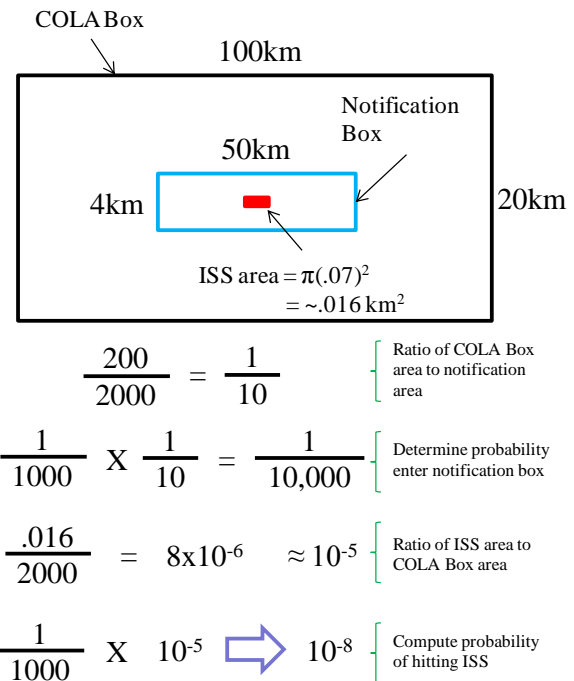 COLA Box
100km
Notification
Box
50km
4km
20km
ISS area = π(.07)²
= ~.016 km²
200/2000 = 1/10
Ratio of COLA Box
area to notification
area
1/1000 X 1/10 = 1/10,000
Determine probability
enter notification box
.016/2000 = 8x10⁻⁶ ≈ 10⁻⁵
Ratio of ISS area to
COLA Box area
1/1000 X 10⁻⁵ 10⁻⁸
Compute probability
of hitting ISS